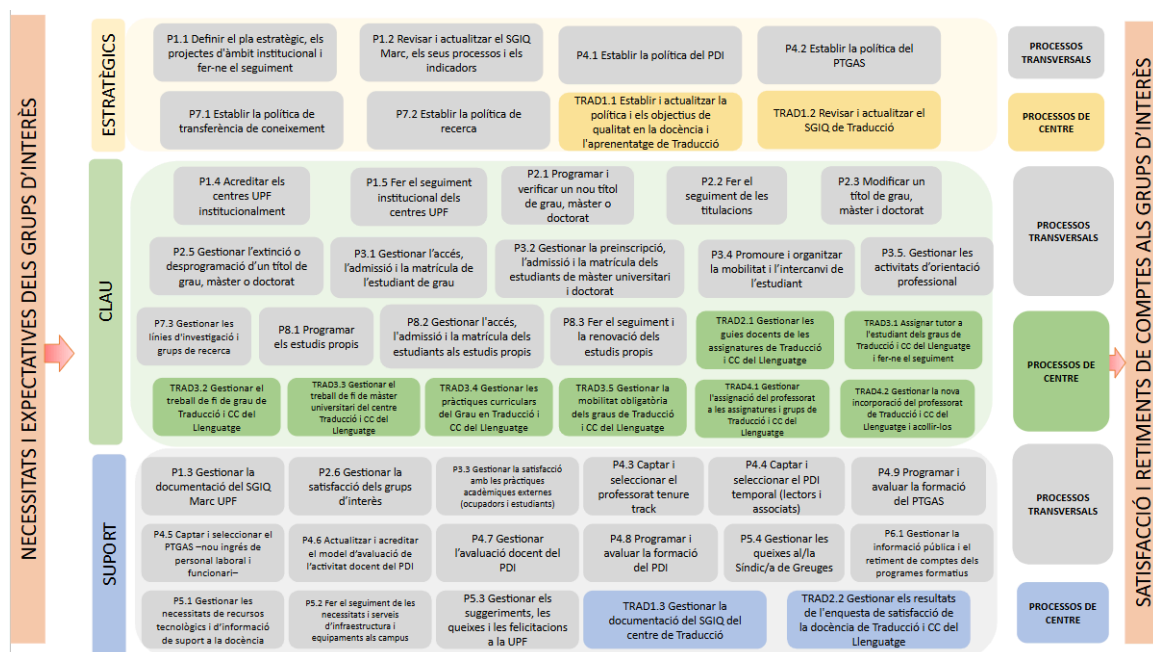 NECESSITATS I EXPECTATIVES DELS GRUPS D'INTERÈS
ESTRATÈGICS
P1.1 Definir el pla estratègic, els
projectes d'àmbit institucional i
fer-ne el seguiment
P1.2 Revisar i actualitzar el SGIQ
Marc, els seus processos i els
indicadors
P4.1 Establir la política del PDI
P4.2 Establir la política del
PTGAS
PROCESSOS
TRANSVERSALS
P7.1 Establir la política de
transferència de coneixement
P7.2 Establir la política de
recerca
TRAD1.1 Establir i actualitzar la
política i els objectius de
qualitat en la docència i
l'aprenentatge de Traducció
TRAD1.2 Revisar i actualitzar el
SGIQ de Traducció
PROCESSOS DE
CENTRE
CLAU
P1.4 Acreditar els
centres UPF
institucionalment
P1.5 Fer el seguiment
institucional dels
centres UPF
P2.1 Programar i
verificar un nou títol
de grau, màster o
doctorat
P2.2 Fer el
seguiment de les
titulacions
P2.3 Modificar un
títol de grau,
màster i doctorat
PROCESSOS
TRANSVERSALS
P2.5 Gestionar l'extinció o
desprogramació d'un títol de
grau, màster o doctorat
P3.1 Gestionar l'accés,
l'admissió i la matrícula de
l'estudiant de grau
P3.2 Gestionar la preinscripció,
l'admissió i la matrícula dels
estudiants de màster universitari
i doctorat
P3.4 Promoure i organitzar
la mobilitat i l'intercanvi de
l'estudiant
P3.5. Gestionar les
activitats d'orientació
professional
P7.3 Gestionar les
línies d'investigació i
grups de recerca
P8.1 Programar
els estudis propis
P8.2 Gestionar l'accés,
l'admissió i la matrícula dels
estudiants als estudis propis
P8.3 Fer el seguiment i
la renovació dels
estudis propis
TRAD2.1 Gestionar les
guies docents de les
assignatures de Traducció
i CC del Llenguatge
TRAD3.1 Assignar tutor a
l'estudiant dels graus de
Traducció i CC del Llenguatge
i fer-ne el seguiment
PROCESSOS DE
CENTRE
TRAD3.2 Gestionar el
treball de fi de grau de
Traducció i CC del
Llenguatge
TRAD3.3 Gestionar el
treball de fi de màster
universitari del centre
Traducció i CC del
Llenguatge
TRAD3.4 Gestionar les
pràctiques curriculars
del Grau en Traducció i
CC del Llenguatge
TRAD3.5 Gestionar la
mobilitat obligatòria
dels graus de Traducció
i CC del Llenguatge
TRAD4.1 Gestionar
l'assignació del professorat
a les assignatures i grups de
Traducció i CC del
Llenguatge
TRAD4.2 Gestionar la nova
incorporació del professorat
de Traducció i CC del
Llenguatge i acollir-los
SUPORT
P1.3 Gestionar la
documentació del SGIQ
Marc UPF
P2.6 Gestionar la
satisfacció dels grups
d'interès
P3.3 Gestionar la satisfacció
amb les pràctiques
acadèmiques externes
(ocupadors i estudiants)
P4.3 Captar i
seleccionar el
professorat tenure
track
P4.4 Captar i
seleccionar el PDI
temporal (lectors i
associats)
P4.9 Programar i
avaluar la formació
del PTGAS
PROCESSOS
TRANSVERSALS
P4.5 Captar i seleccionar el
PTGAS –nou ingrés de
personal laboral i
funcionari–
P4.6 Actualitzar i acreditar
el model d'avaluació de
l'activitat docent del PDI
P4.7 Gestionar
l'avaluació docent del
PDI
P4.8 Programar i
avaluar la formació
del PDI
P5.4 Gestionar les
queixes al/la
Síndic/a de Greuges
P6.1 Gestionar la
informació pública i el
retiment de comptes dels
programes formatius
P5.1 Gestionar les
necessitats de recursos
tecnològics i d'informació
de suport a la docència
P5.2 Fer el seguiment de les
necessitats i serveis
d'infraestructura i
equipaments als campus
P5.3 Gestionar els
suggeriments, les
queixes i les felicitacions
a la UPF
TRAD1.3 Gestionar la
documentació del SGIQ del
centre de Traducció
TRAD2.2 Gestionar els resultats
de l'enquesta de satisfacció de
la docència de Traducció i CC del
Llenguatge
PROCESSOS DE
CENTRE
SATISFACCIÓ I RETIMENTS DE COMPTES ALS GRUPS D'INTERÈS